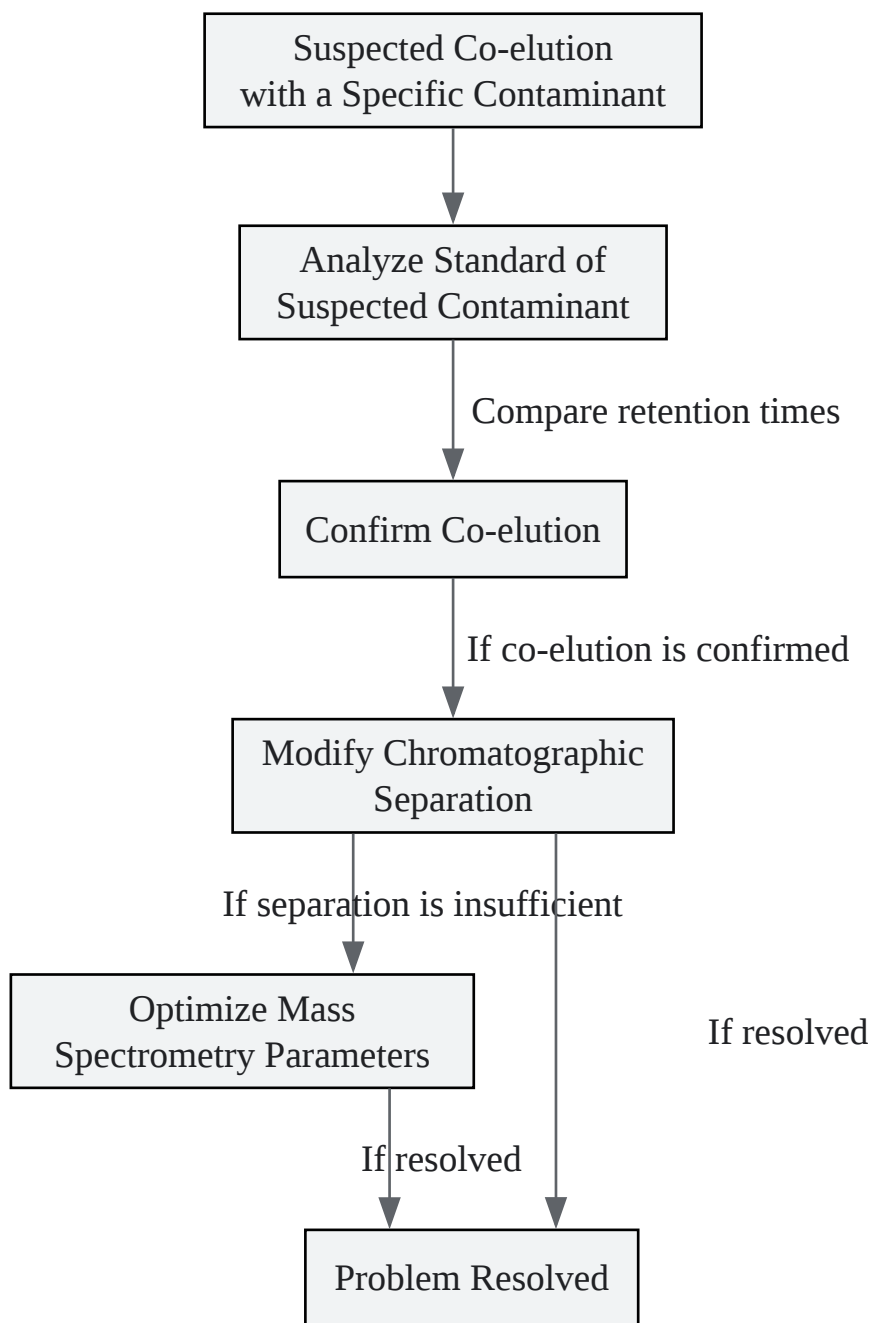 Suspected Co-elution
with a Specific Contaminant
Analyze Standard of
Suspected Contaminant
Compare retention times
Confirm Co-elution
If co-elution is confirmed
Modify Chromatographic
Separation
If separation is insufficient
Optimize Mass
Spectrometry Parameters
If resolved
If resolved
Problem Resolved